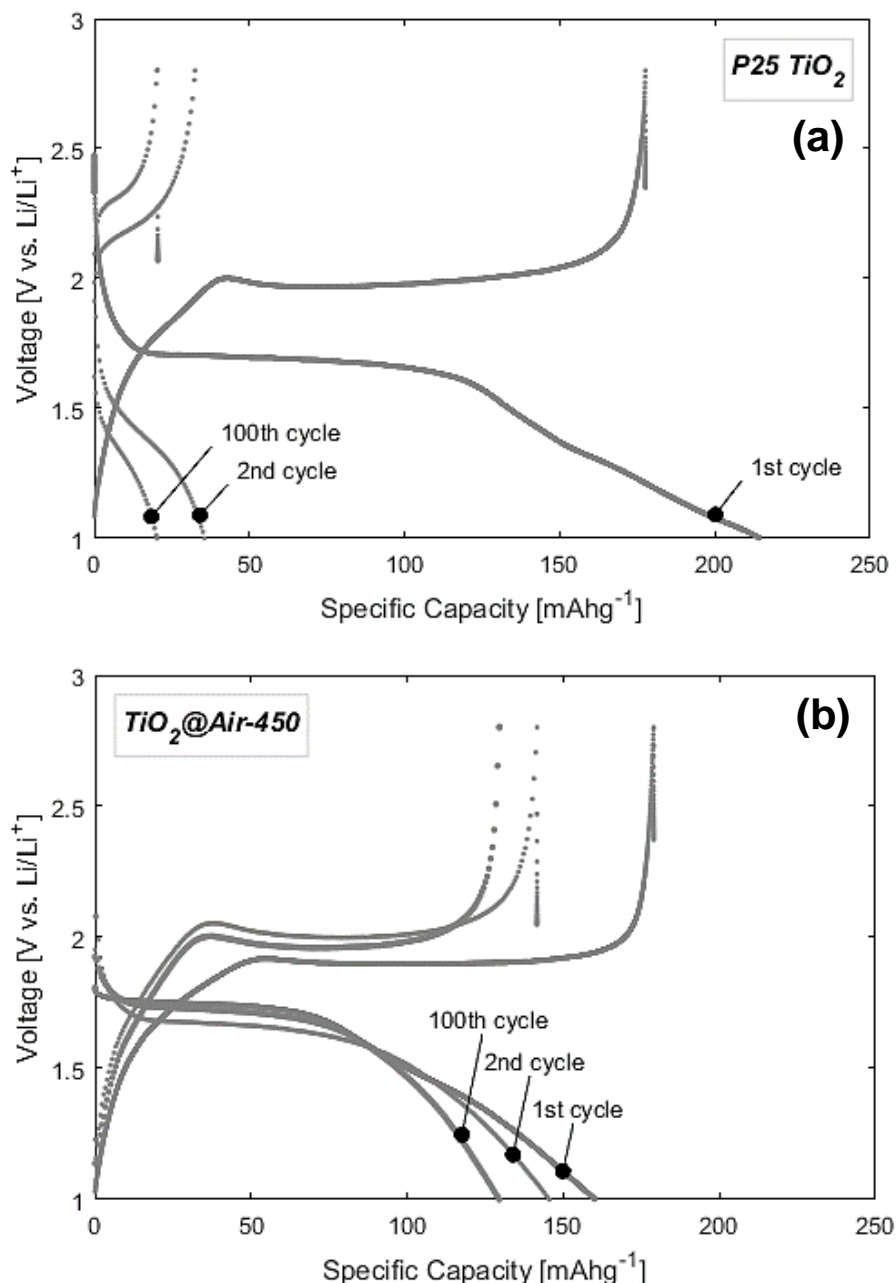 3
P25 TiO2
(a)
2.5
Voltage [V vs. Li/Li+]
2
1.5
100th cycle
2nd cycle
1st cycle
1
0 50 100 150 200 250
Specific Capacity [mAhg-1]
3
TiO2@Air-450
(b)
2.5
Voltage [V vs. Li/Li+]
2
100th cycle
2nd cycle
1.5
1st cycle
1
0 50 100 150 200 250
Specific Capacity [mAhg-1]